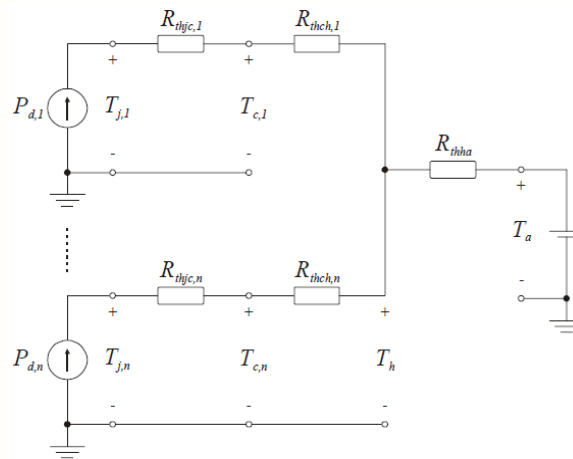 R_thjc,1 R_thch,1
+ +
P_d,1 T_j,1 T_c,1
R_thha
- - +
T_a
R_thjc,n R_thch,n
-
+ + +
P_d,n T_j,n T_c,n T_h
- - -